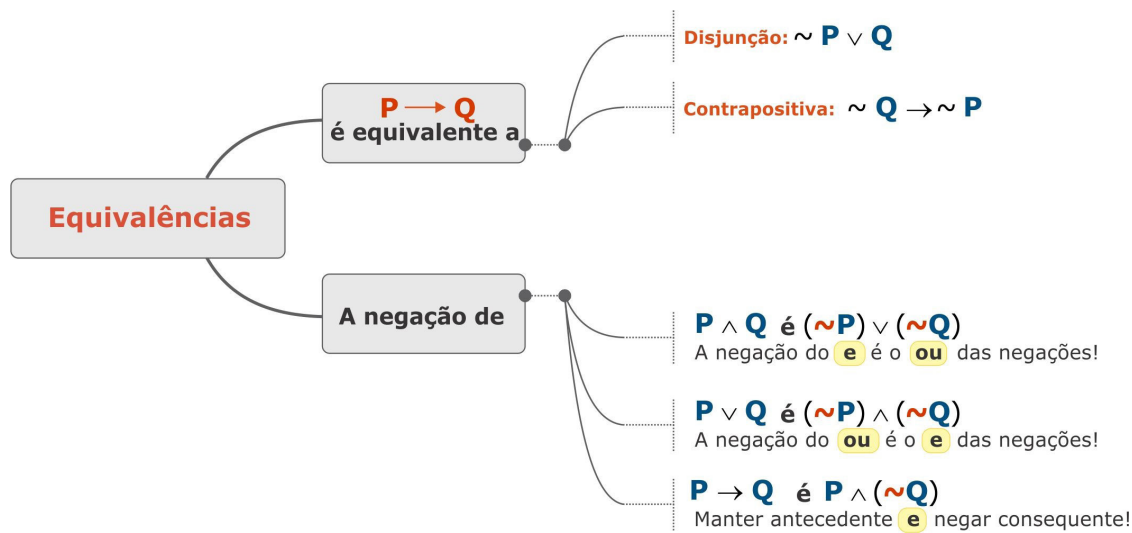 Equivalências
P → Q
é equivalente a
Disjunção: ~ P ∨ Q
Contrapositiva: ~ Q → ~ P
A negação de
P ∧ Q é (~P) ∨ (~Q)
A negação do e é o ou das negações!
P ∨ Q é (~P) ∧ (~Q)
A negação do ou é o e das negações!
P → Q é P ∧ (~Q)
Manter antecedente e negar consequente!